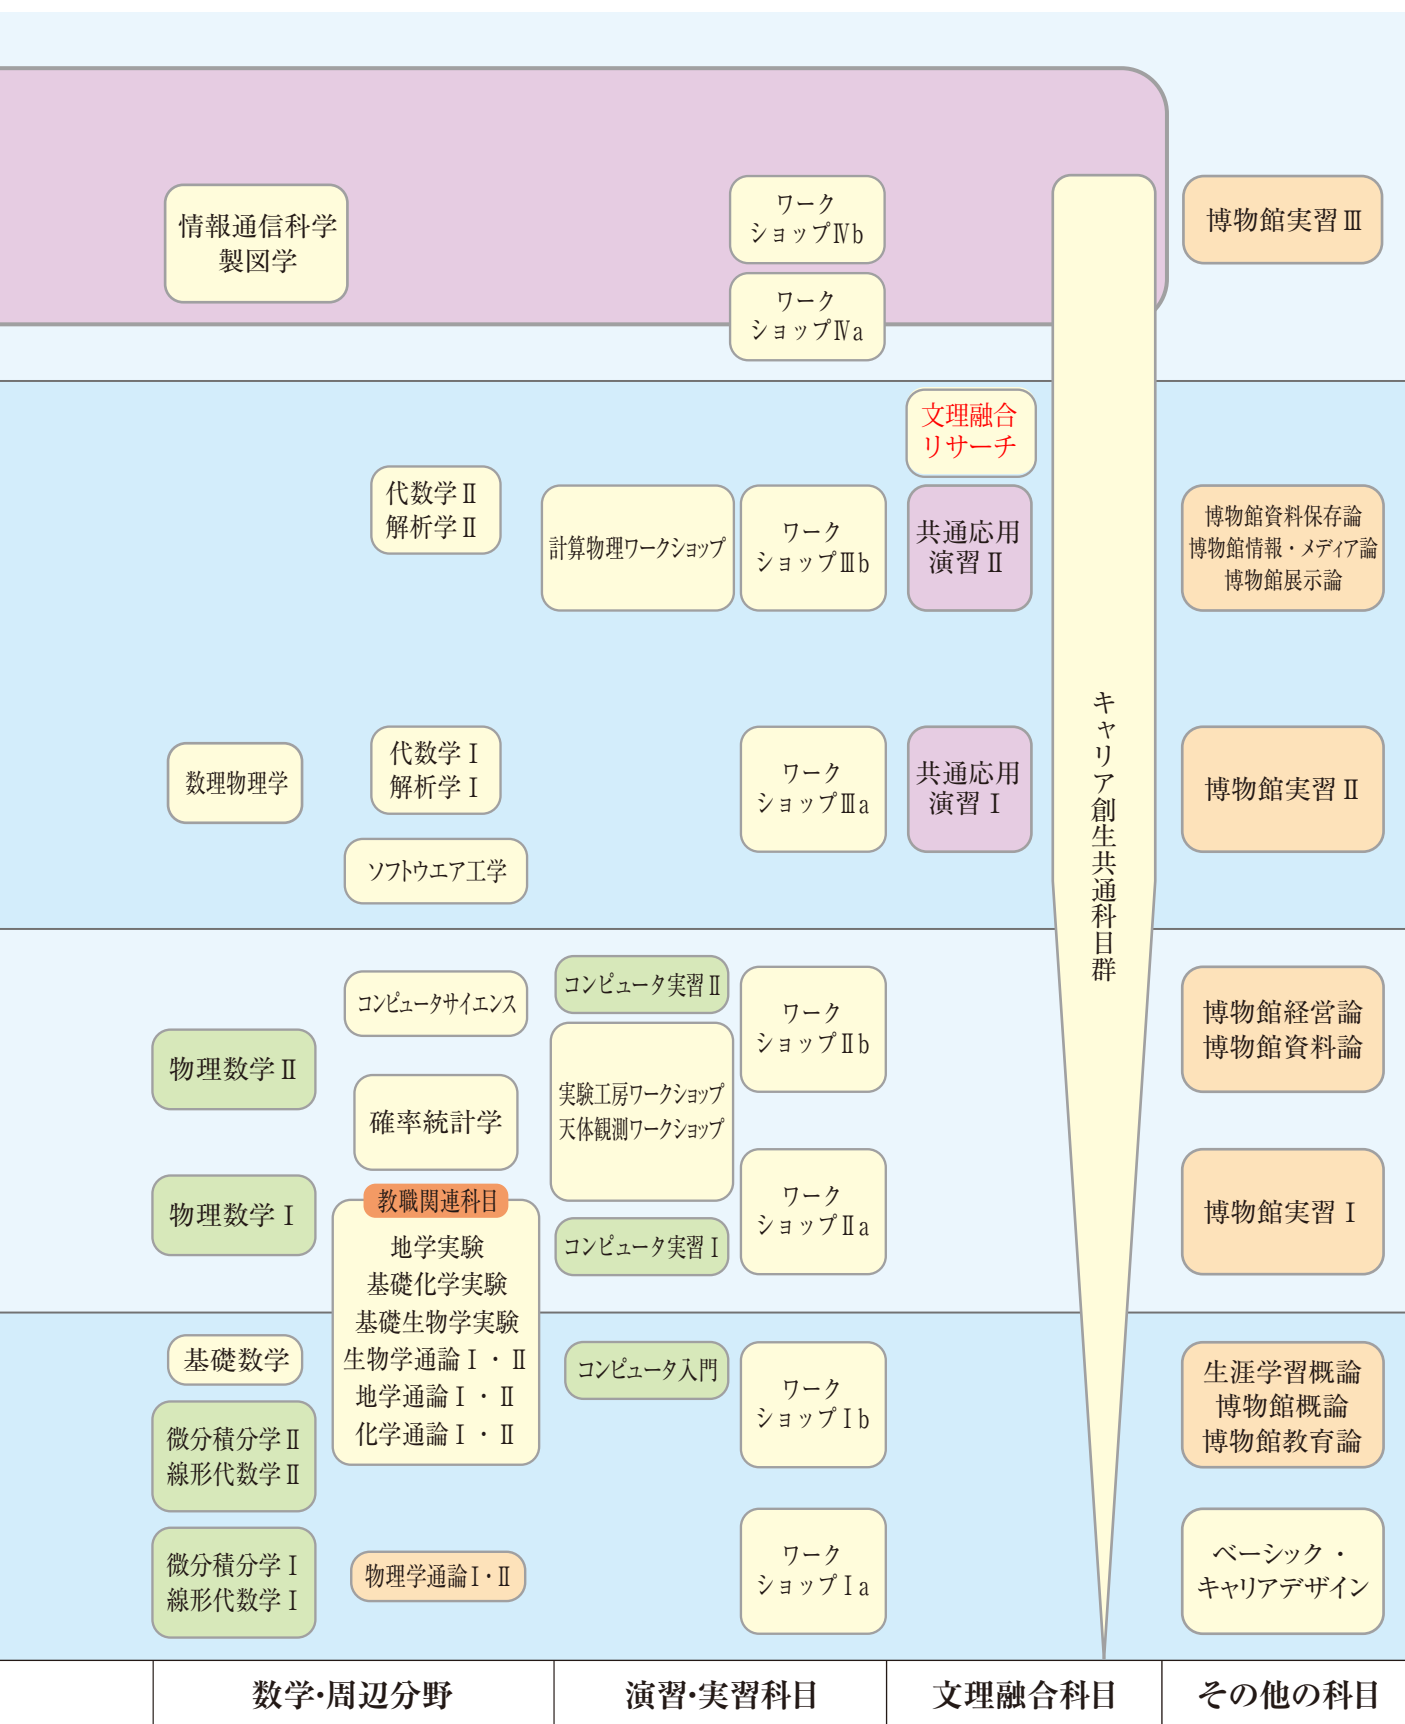 情報通信科学
製図学
ワーク
ショップⅣb
博物館実習Ⅲ
ワーク
ショップⅣa
文理融合
リサーチ
代数学Ⅱ
解析学Ⅱ
計算物理ワークショップ
ワーク
ショップⅢb
共通応用
演習Ⅱ
博物館資料保存論
博物館情報・メディア論
博物館展示論
キャリア創生共通科目群
数理物理学
代数学Ⅰ
解析学Ⅰ
ワーク
ショップⅢa
共通応用
演習Ⅰ
博物館実習Ⅱ
ソフトウエア工学
コンピュータサイエンス
コンピュータ実習Ⅱ
ワーク
ショップⅡb
博物館経営論
博物館資料論
物理数学Ⅱ
確率統計学
実験工房ワークショップ
天体観測ワークショップ
物理数学Ⅰ
教職関連科目
地学実験
基礎化学実験
基礎生物学実験
生物学通論Ⅰ・Ⅱ
地学通論Ⅰ・Ⅱ
化学通論Ⅰ・Ⅱ
コンピュータ実習Ⅰ
ワーク
ショップⅡa
博物館実習Ⅰ
基礎数学
コンピュータ入門
ワーク
ショップⅠb
生涯学習概論
博物館概論
博物館教育論
微分積分学Ⅱ
線形代数学Ⅱ
微分積分学Ⅰ
線形代数学Ⅰ
物理学通論Ⅰ・Ⅱ
ワーク
ショップⅠa
ベーシック・
キャリアデザイン
数学・周辺分野
演習・実習科目
文理融合科目
その他の科目